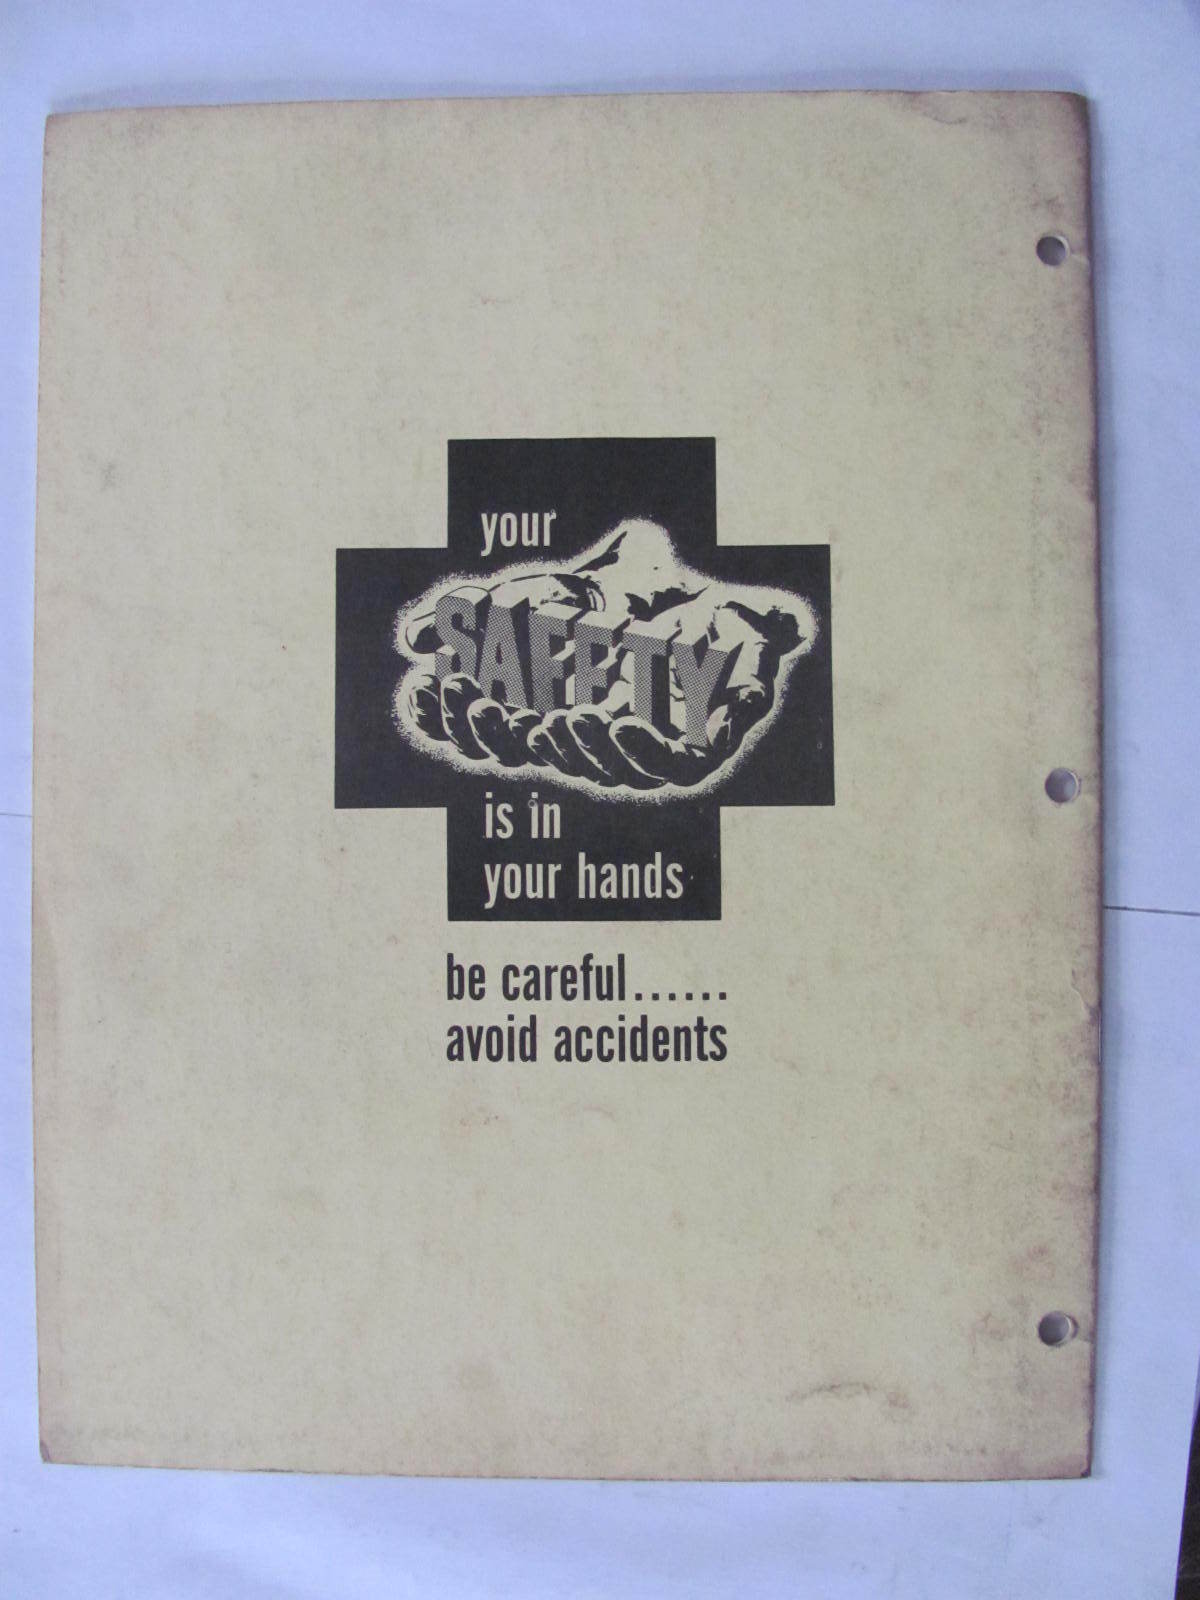 your
SAFETY
is in
your hands
be careful......
avoid accidents